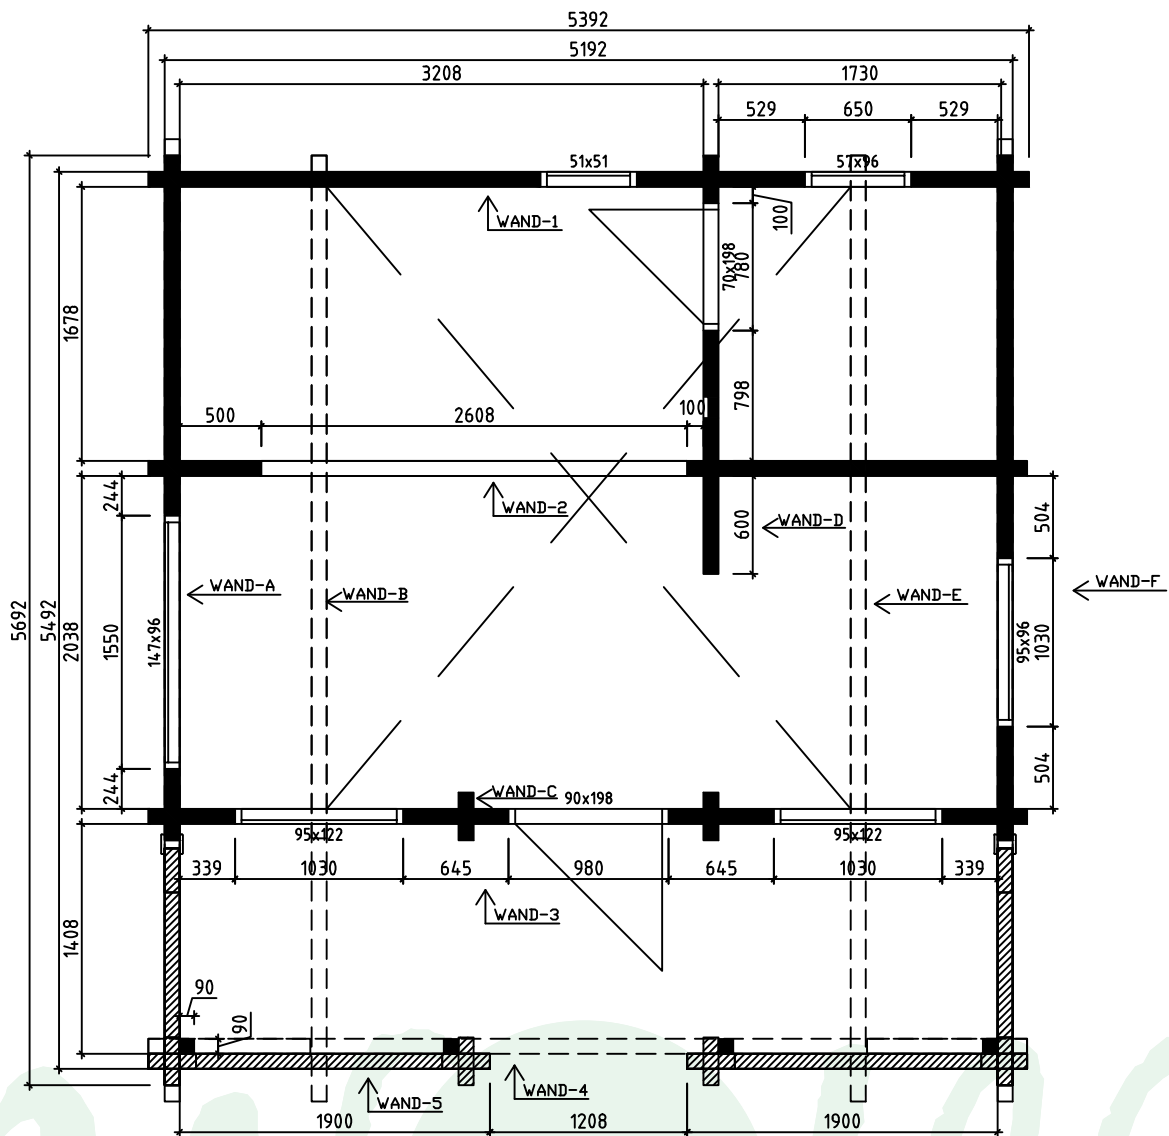 5392
5192
3208 1730
529 650 529
51x51 57x96
WAND-1
100
70x198
780
1678
798
500 2608 100
244
WAND-2
WAND-D
600
504
WAND-A
WAND-B
WAND-E
WAND-F
5692
5492
2038
1550
147x96
95x96
1030
244
504
WAND-C
90x198
95x122 95x122
339 1030 645 980 645 1030 339
WAND-3
1408
90
90
WAND-4
WAND-5
1900 1208 1900